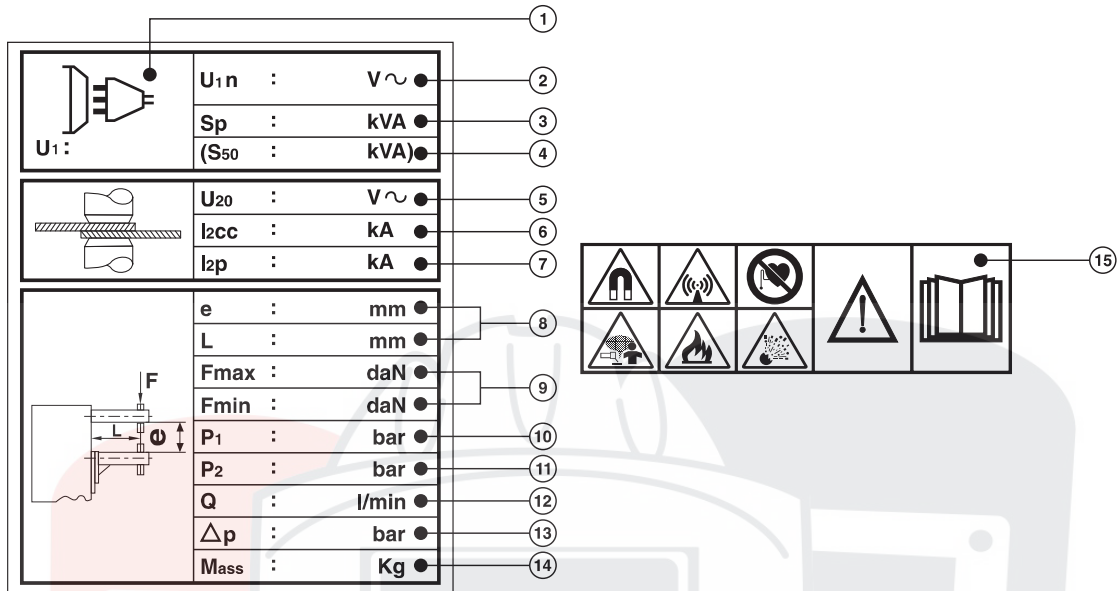 1
U1n : V~ 2
Sp : kVA 3
U1: (S50 : kVA) 4
U20 : V~ 5
I2cc : kA 6
I2p : kA 7
e : mm
8
L : mm
Fmax : daN
9
Fmin : daN
P1 : bar 10
P2 : bar 11
Q : l/min 12
△p : bar 13
Mass : Kg 14
F
L e
15